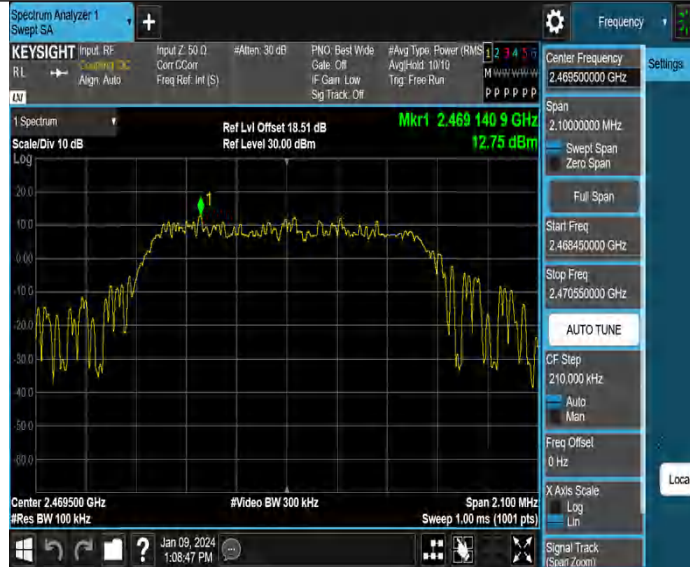 Spectrum Analyzer 1
Swept SA
Frequency
KEYSIGHT
RL
Input: RF
Coupling: DC
Align: Auto
Input Z: 50 Ω
Corr CCorr
Freq Ref: Int (S)
#Atten: 30 dB
PNO: Best Wide
Gate: Off
IF Gain: Low
Sig Track: Off
#Avg Type: Power (RMS
Avg|Hold: 10/10
Trig: Free Run
1 2 3 4 5 6
M W W W W W
P P P P P P
LXI
Center Frequency
2.469500000 GHz
Settings
Span
2.10000000 MHz
Swept Span
Zero Span
Full Span
Start Freq
2.468450000 GHz
Stop Freq
2.470550000 GHz
AUTO TUNE
CF Step
210.000 kHz
Auto
Man
Freq Offset
0 Hz
X Axis Scale
Log
Lin
Signal Track
(Span Zoom)
Loca
1 Spectrum
Scale/Div 10 dB
Log
Ref Lvl Offset 18.51 dB
Ref Level 30.00 dBm
Mkr1 2.469 140 9 GHz
12.75 dBm
1
20.0
10.0
0.00
-10.0
-20.0
-30.0
-40.0
-50.0
-60.0
Center 2.469500 GHz
#Res BW 100 kHz
#Video BW 300 kHz
Span 2.100 MHz
Sweep 1.00 ms (1001 pts)
?
Jan 09, 2024
1:08:47 PM